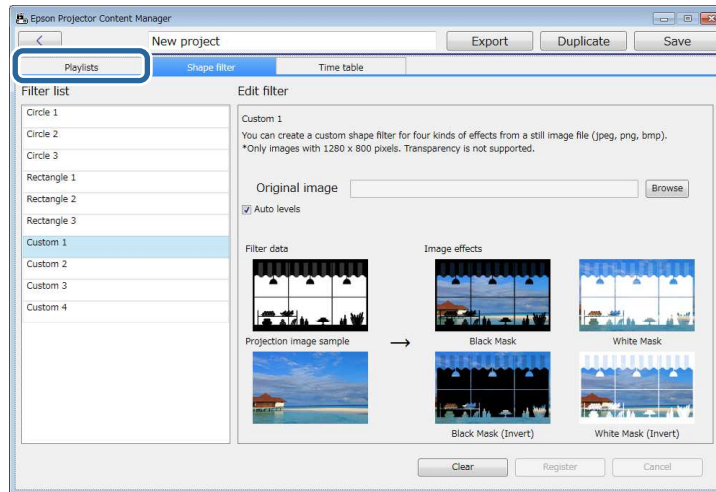 Epson Projector Content Manager
New project
Export
Duplicate
Save
Playlists
Shape filter
Time table
Filter list
Circle 1
Circle 2
Circle 3
Rectangle 1
Rectangle 2
Rectangle 3
Custom 1
Custom 2
Custom 3
Custom 4
Edit filter
Custom 1
You can create a custom shape filter for four kinds of effects from a still image file (jpeg, png, bmp).
*Only images with 1280 x 800 pixels. Transparency is not supported.
Original image
Browse
Auto levels
Filter data
Image effects
Projection image sample
Black Mask
White Mask
Black Mask (Invert)
White Mask (Invert)
Clear
Register
Cancel